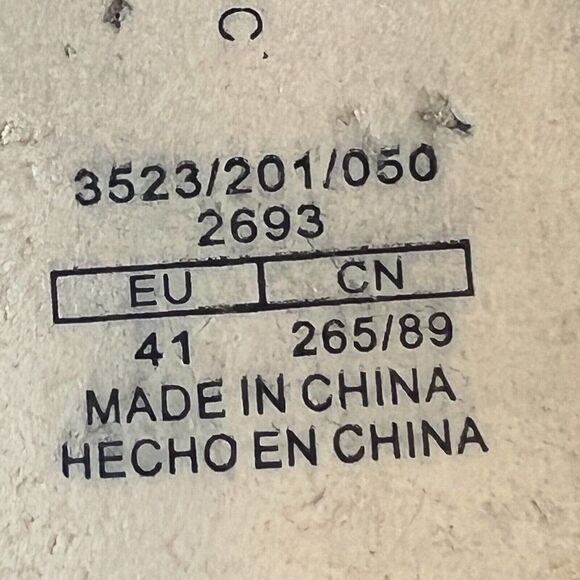 C
3523/201/050
2693
EU CN
41 265/89
MADE IN CHINA
HECHO EN CHINA